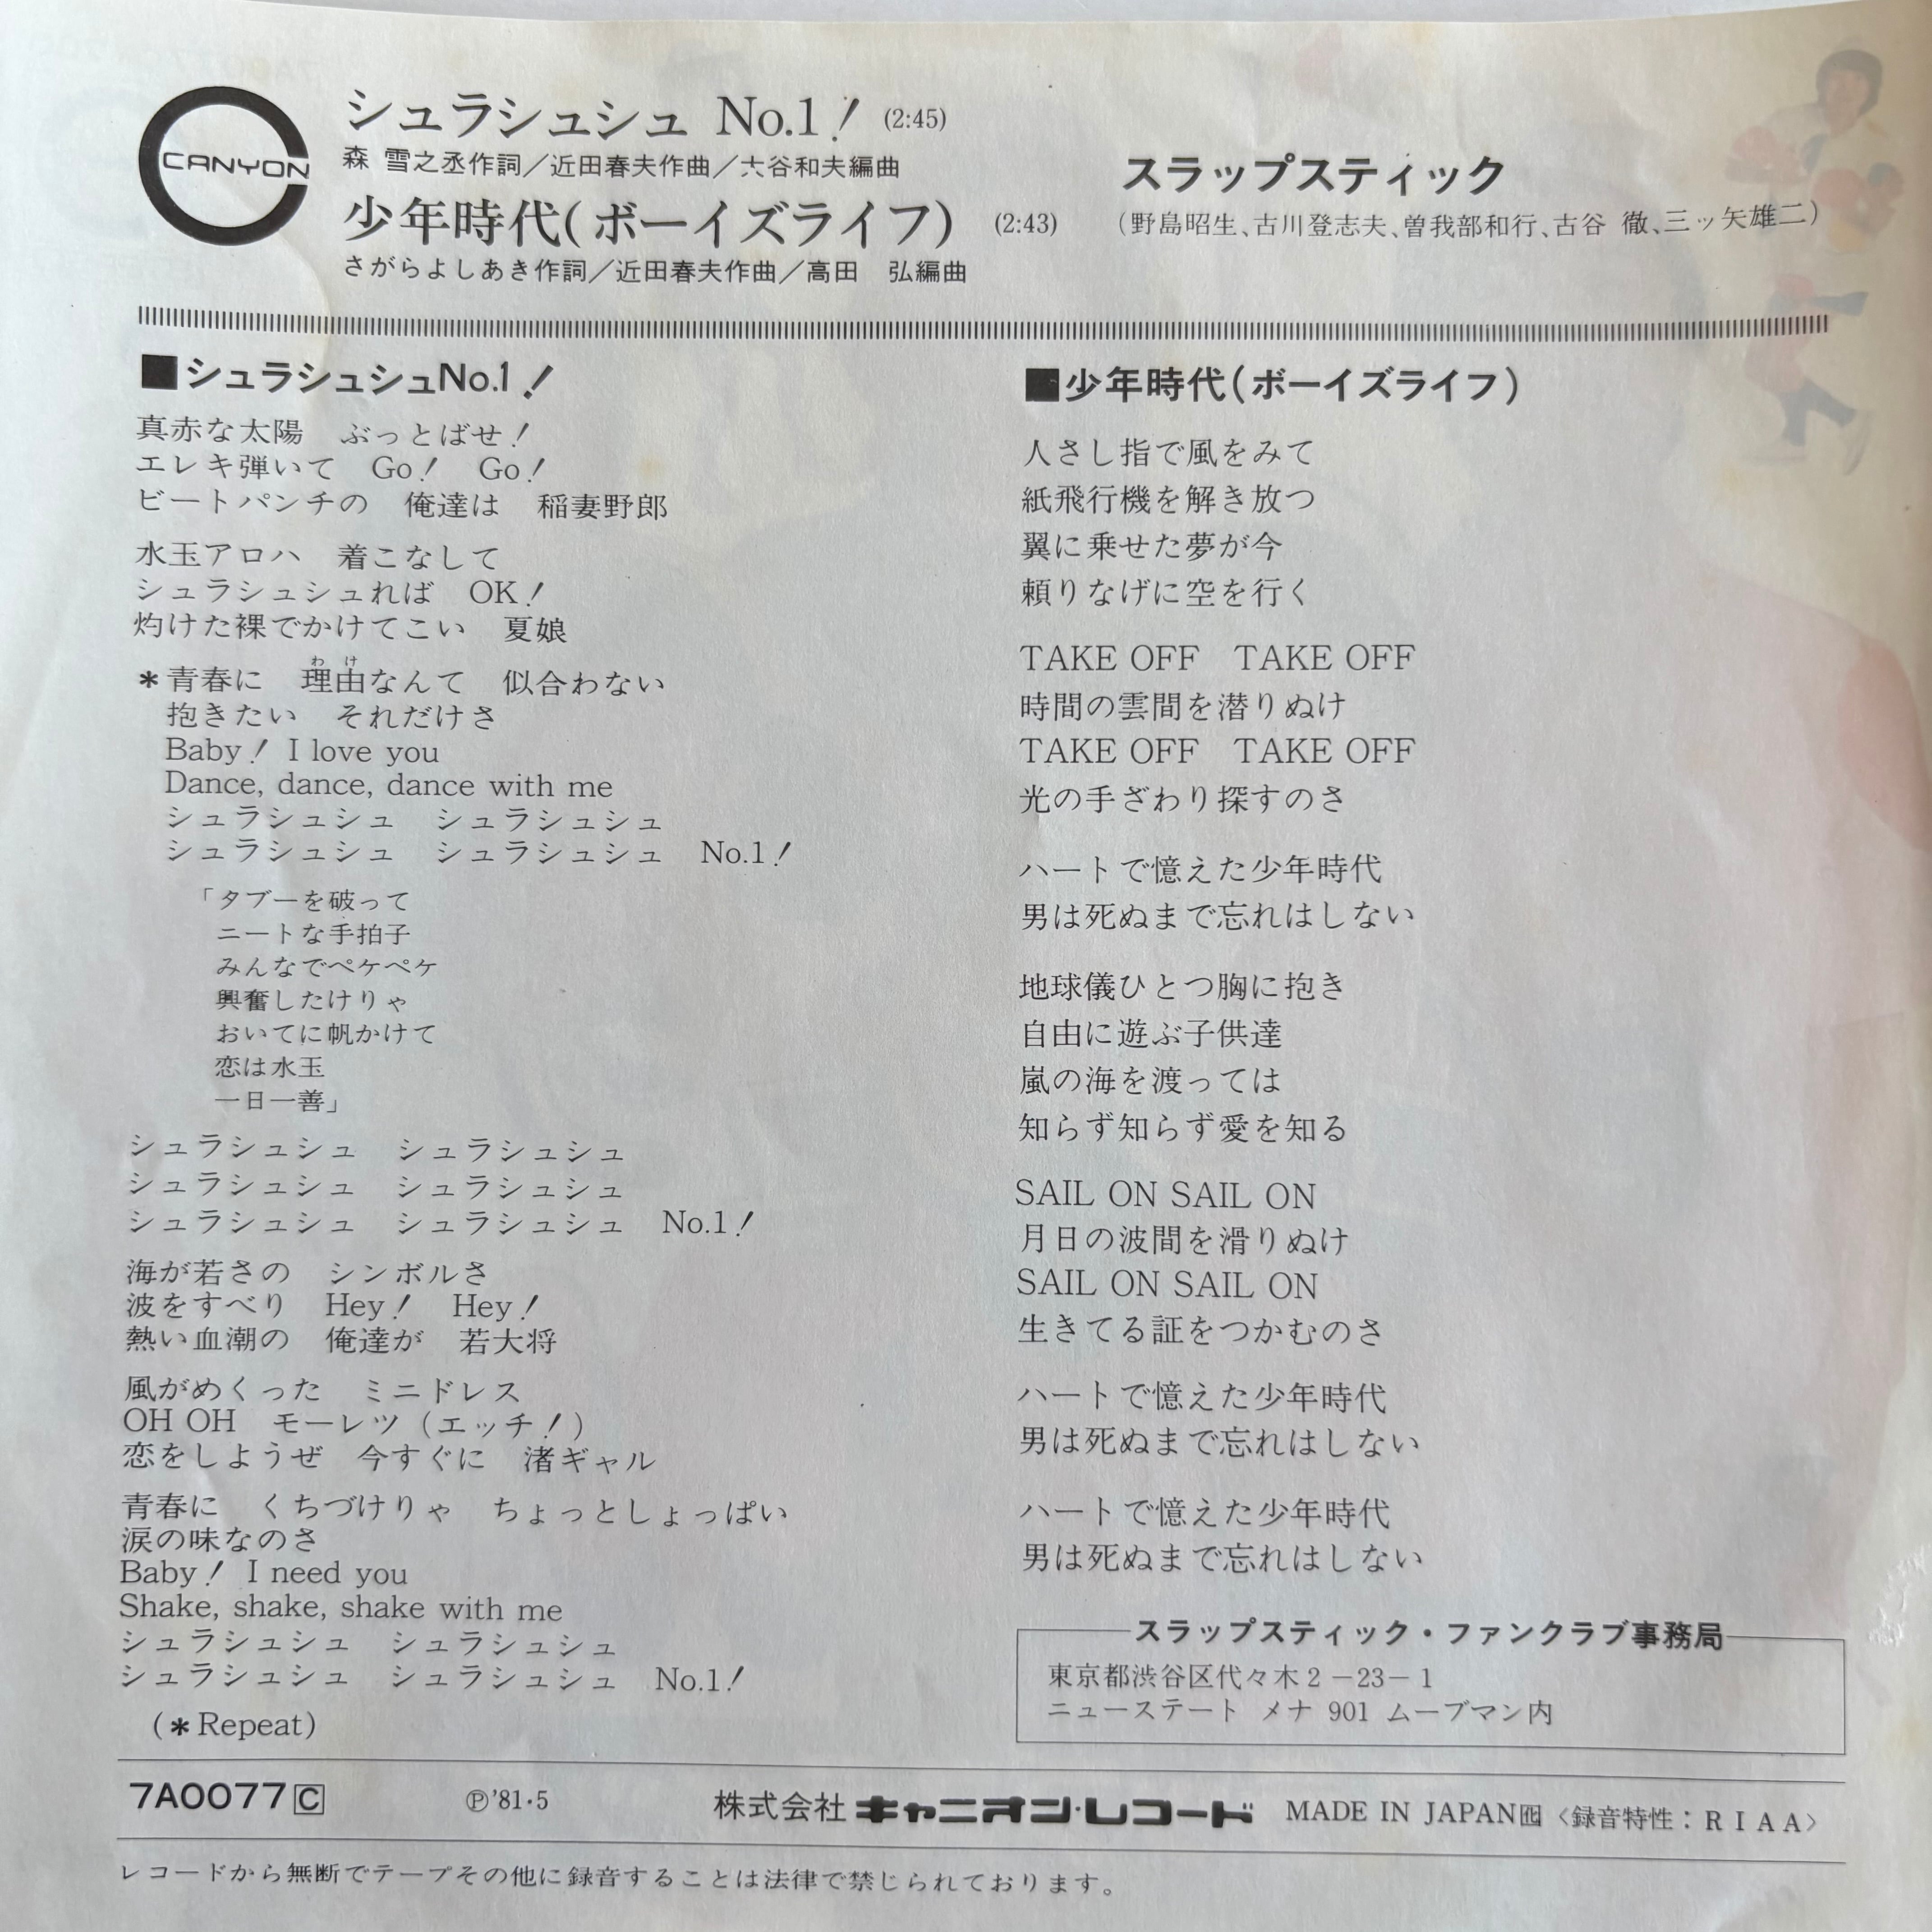 CANYON
シュラシュシュ No.1! (2:45)
森 雪之丞作詞／近田春夫作曲／大谷和夫編曲
少年時代(ボーイズライフ) (2:43)
さがらよしあき作詞／近田春夫作曲／高田 弘編曲
スラップスティック
(野島昭生、古川登志夫、曽我部和行、古谷 徹、三ッ矢雄二)
■シュラシュシュNo.1!
真赤な太陽 ぶっとばせ!
エレキ弾いて Go! Go!
ビートパンチの 俺達は 稲妻野郎
水玉アロハ 着こなして
シュラシュシュれば OK!
灼けた裸でかけてこい 夏娘
わけ
＊青春に 理由なんて 似合わない
抱きたい それだけさ
Baby! I love you
Dance, dance, dance with me
シュラシュシュ シュラシュシュ
シュラシュシュ シュラシュシュ No.1!
「タブーを破って
ニートな手拍子
みんなでペケペケ
興奮したけりゃ
おいてに帆かけて
恋は水玉
一日一善」
シュラシュシュ シュラシュシュ
シュラシュシュ シュラシュシュ
シュラシュシュ シュラシュシュ No.1!
海が若さの シンボルさ
波をすべり Hey! Hey!
熱い血潮の 俺達が 若大将
風がめくった ミニドレス
OH OH モーレツ (エッチ!)
恋をしようぜ 今すぐに 渚ギャル
青春に くちづけりゃ ちょっとしょっぱい
涙の味なのさ
Baby! I need you
Shake, shake, shake with me
シュラシュシュ シュラシュシュ
シュラシュシュ シュラシュシュ No.1!
(＊Repeat)
■少年時代(ボーイズライフ)
人さし指で風をみて
紙飛行機を解き放つ
翼に乗せた夢が今
頼りなげに空を行く
TAKE OFF TAKE OFF
時間の雲間を潜りぬけ
TAKE OFF TAKE OFF
光の手ざわり探すのさ
ハートで憶えた少年時代
男は死ぬまで忘れはしない
地球儀ひとつ胸に抱き
自由に遊ぶ子供達
嵐の海を渡っては
知らず知らず愛を知る
SAIL ON SAIL ON
月日の波間を滑りぬけ
SAIL ON SAIL ON
生きてる証をつかむのさ
ハートで憶えた少年時代
男は死ぬまで忘れはしない
ハートで憶えた少年時代
男は死ぬまで忘れはしない
スラップスティック・ファンクラブ事務局
東京都渋谷区代々木2-23-1
ニューステート メナ 901 ムーブマン内
7A0077 C ℗'81・5 株式会社 キャニオン・レコード MADE IN JAPAN <録音特性：RIAA>
レコードから無断でテープその他に録音することは法律で禁じられております。